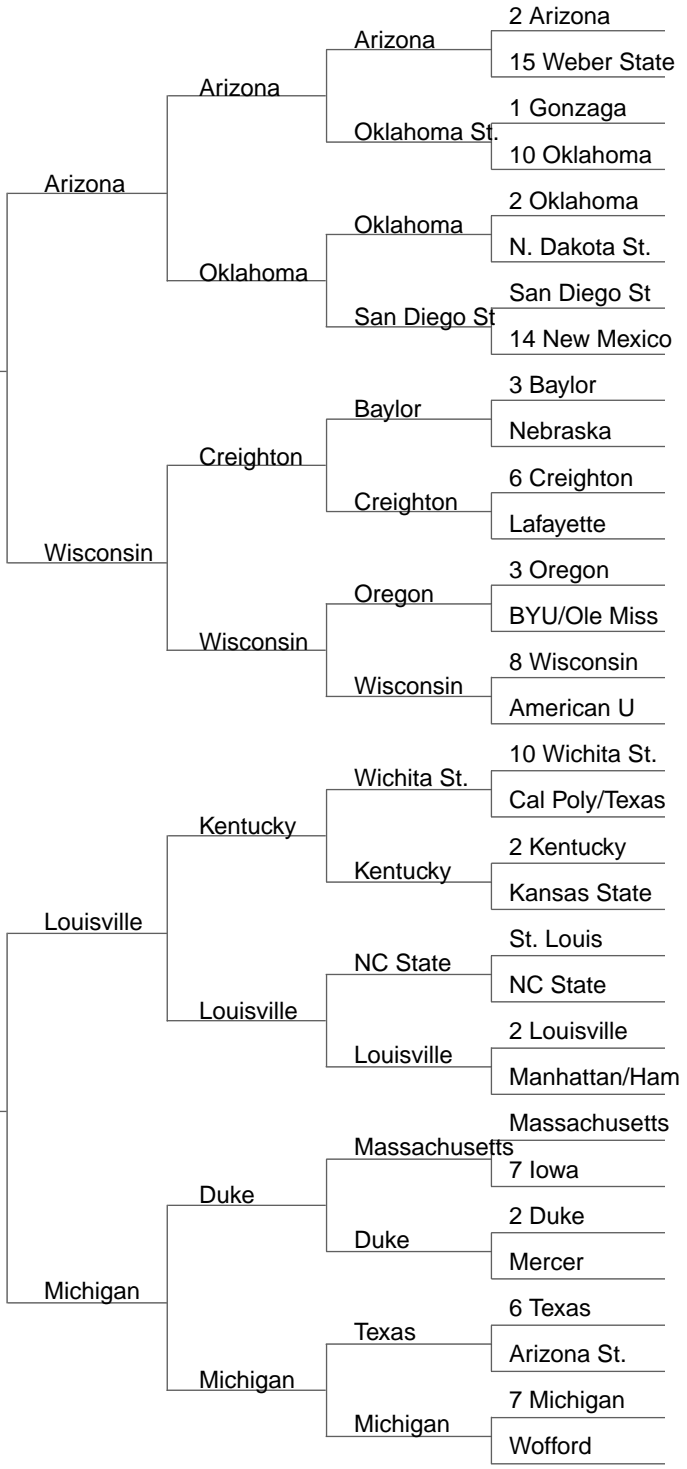 2 Arizona
Arizona
15 Weber State
Arizona
1 Gonzaga
Oklahoma St.
10 Oklahoma
Arizona
2 Oklahoma
Oklahoma
N. Dakota St.
Oklahoma
San Diego St
San Diego St
14 New Mexico
3 Baylor
Baylor
Nebraska
Creighton
6 Creighton
Creighton
Lafayette
Wisconsin
3 Oregon
Oregon
BYU/Ole Miss
Wisconsin
8 Wisconsin
Wisconsin
American U
10 Wichita St.
Wichita St.
Cal Poly/Texas
Kentucky
2 Kentucky
Kentucky
Kansas State
Louisville
St. Louis
NC State
NC State
Louisville
2 Louisville
Louisville
Manhattan/Ham
Massachusetts
Massachusetts
7 Iowa
Duke
2 Duke
Duke
Mercer
Michigan
6 Texas
Texas
Arizona St.
Michigan
7 Michigan
Michigan
Wofford